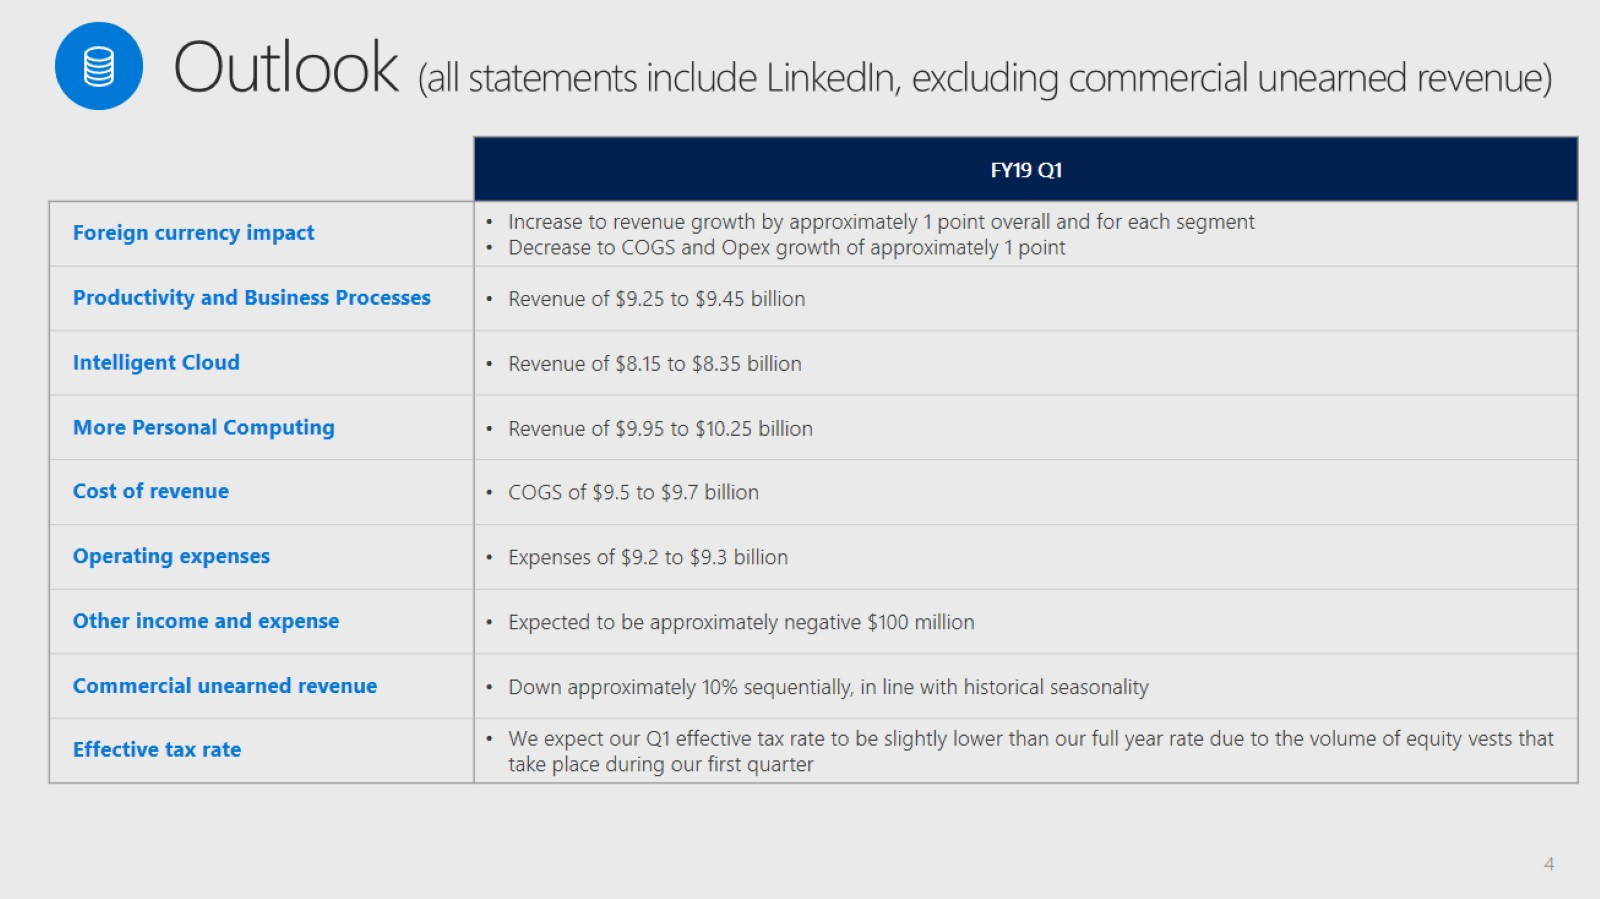 Outlook (all statements include LinkedIn, excluding commercial unearned revenue)
FY19 Q1
Foreign currency impact
• Increase to revenue growth by approximately 1 point overall and for each segment
• Decrease to COGS and Opex growth of approximately 1 point
Productivity and Business Processes
• Revenue of $9.25 to $9.45 billion
Intelligent Cloud
• Revenue of $8.15 to $8.35 billion
More Personal Computing
• Revenue of $9.95 to $10.25 billion
Cost of revenue
• COGS of $9.5 to $9.7 billion
Operating expenses
• Expenses of $9.2 to $9.3 billion
Other income and expense
• Expected to be approximately negative $100 million
Commercial unearned revenue
• Down approximately 10% sequentially, in line with historical seasonality
Effective tax rate
• We expect our Q1 effective tax rate to be slightly lower than our full year rate due to the volume of equity vests that
take place during our first quarter
4